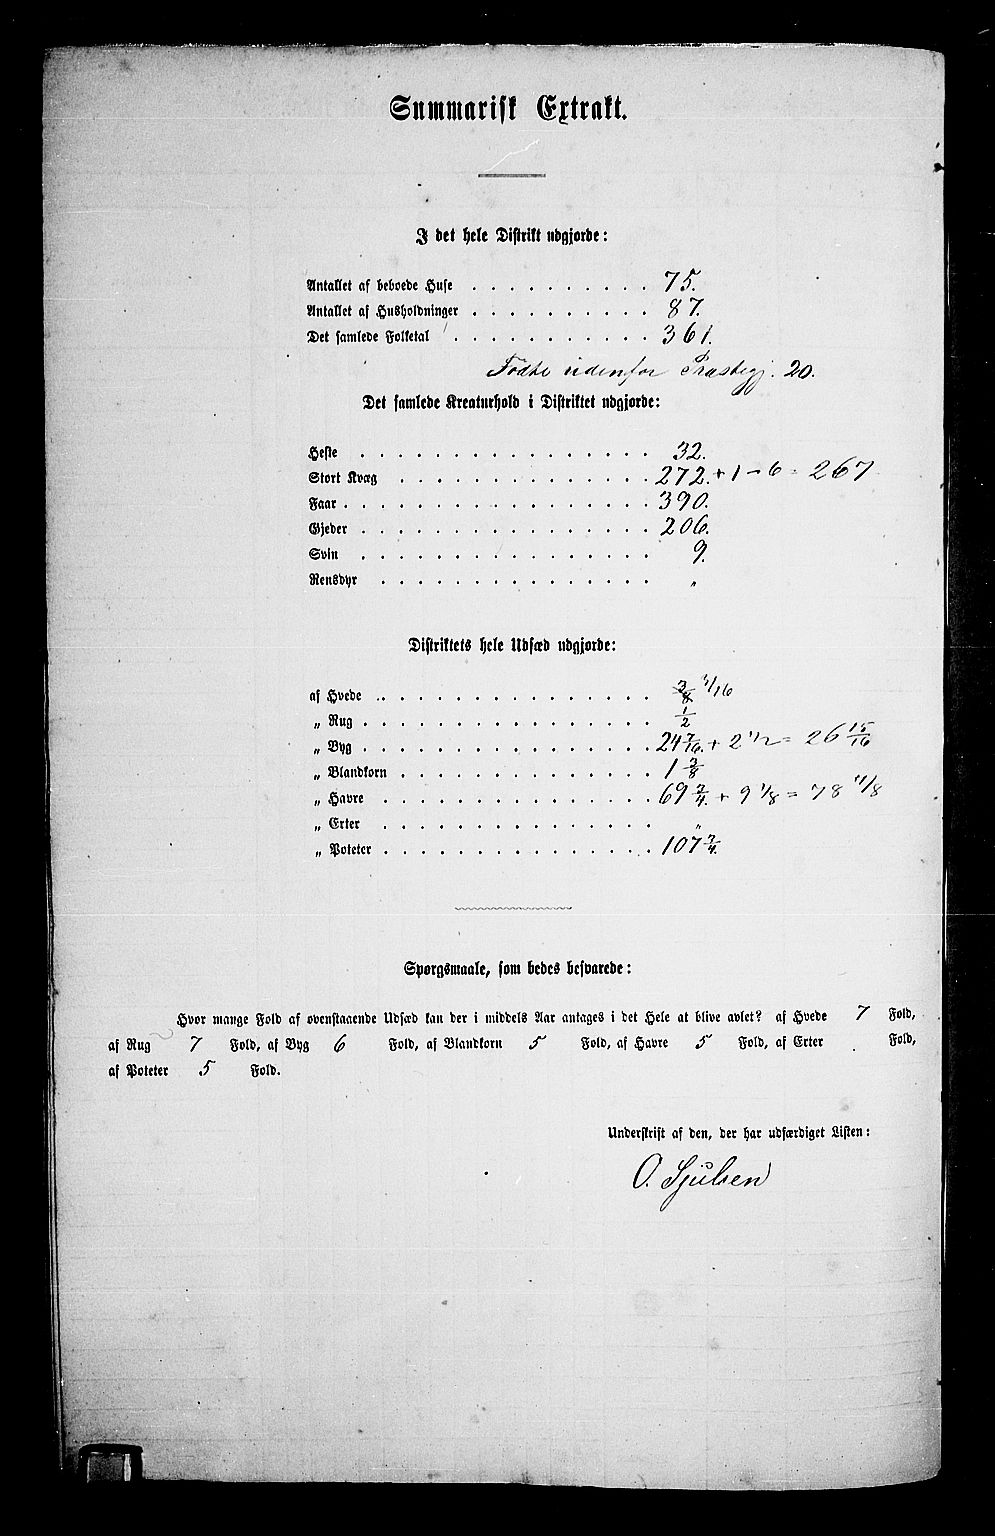 Summarisk Extrakt.
I det hele Distrikt udgjorde:
Antallet af beboede Huse . . . . . . . . . . 75.
Antallet af Husholdninger . . . . . . . . . . 87.
Det samlede Folketal . . . . . . . . . . . 361.
Fødte udenfor Præstegj. 20.
Det samlede Kreaturhold i Distriktet udgjorde:
Heste . . . . . . . . . . . . . . . . 32.
Stort Kvæg . . . . . . . . . . . . . . 272. + 1 - 6 = 267
Faar . . . . . . . . . . . . . . . . . 390.
Gjeder . . . . . . . . . . . . . . . . 206.
Svin . . . . . . . . . . . . . . . . 9.
Rensdyr . . . . . . . . . . . . . . . „
Distriktets hele Udsæd udgjorde:
af Hvede . . . . . . . . . . . . . . . 3/8 /16
„ Rug . . . . . . . . . . . . . . . . 1/2
„ Byg . . . . . . . . . . . . . . . . 24 7/16. + 2 1/2 = 26 15/16
„ Blandkorn . . . . . . . . . . . . . . 1 3/8
„ Havre . . . . . . . . . . . . . . . 69 3/4. + 9 1/8 = 78 /8
„ Erter . . . . . . . . . . . . . . . „
„ Poteter . . . . . . . . . . . . . . . 107 3/4.
Spørgsmaale, som bedes besvarede:
Hvor mange Fold af ovenstaaende Udsæd kan der i middels Aar antages i det Hele at blive avlet? af Hvede 7 Fold,
af Rug 7 Fold, af Byg 6 Fold, af Blandkorn 5 Fold, af Havre 5 Fold, af Erter . Fold,
af Poteter 5 Fold.
Underskrift af den, der har udfærdiget Listen:
O. Sjulsen